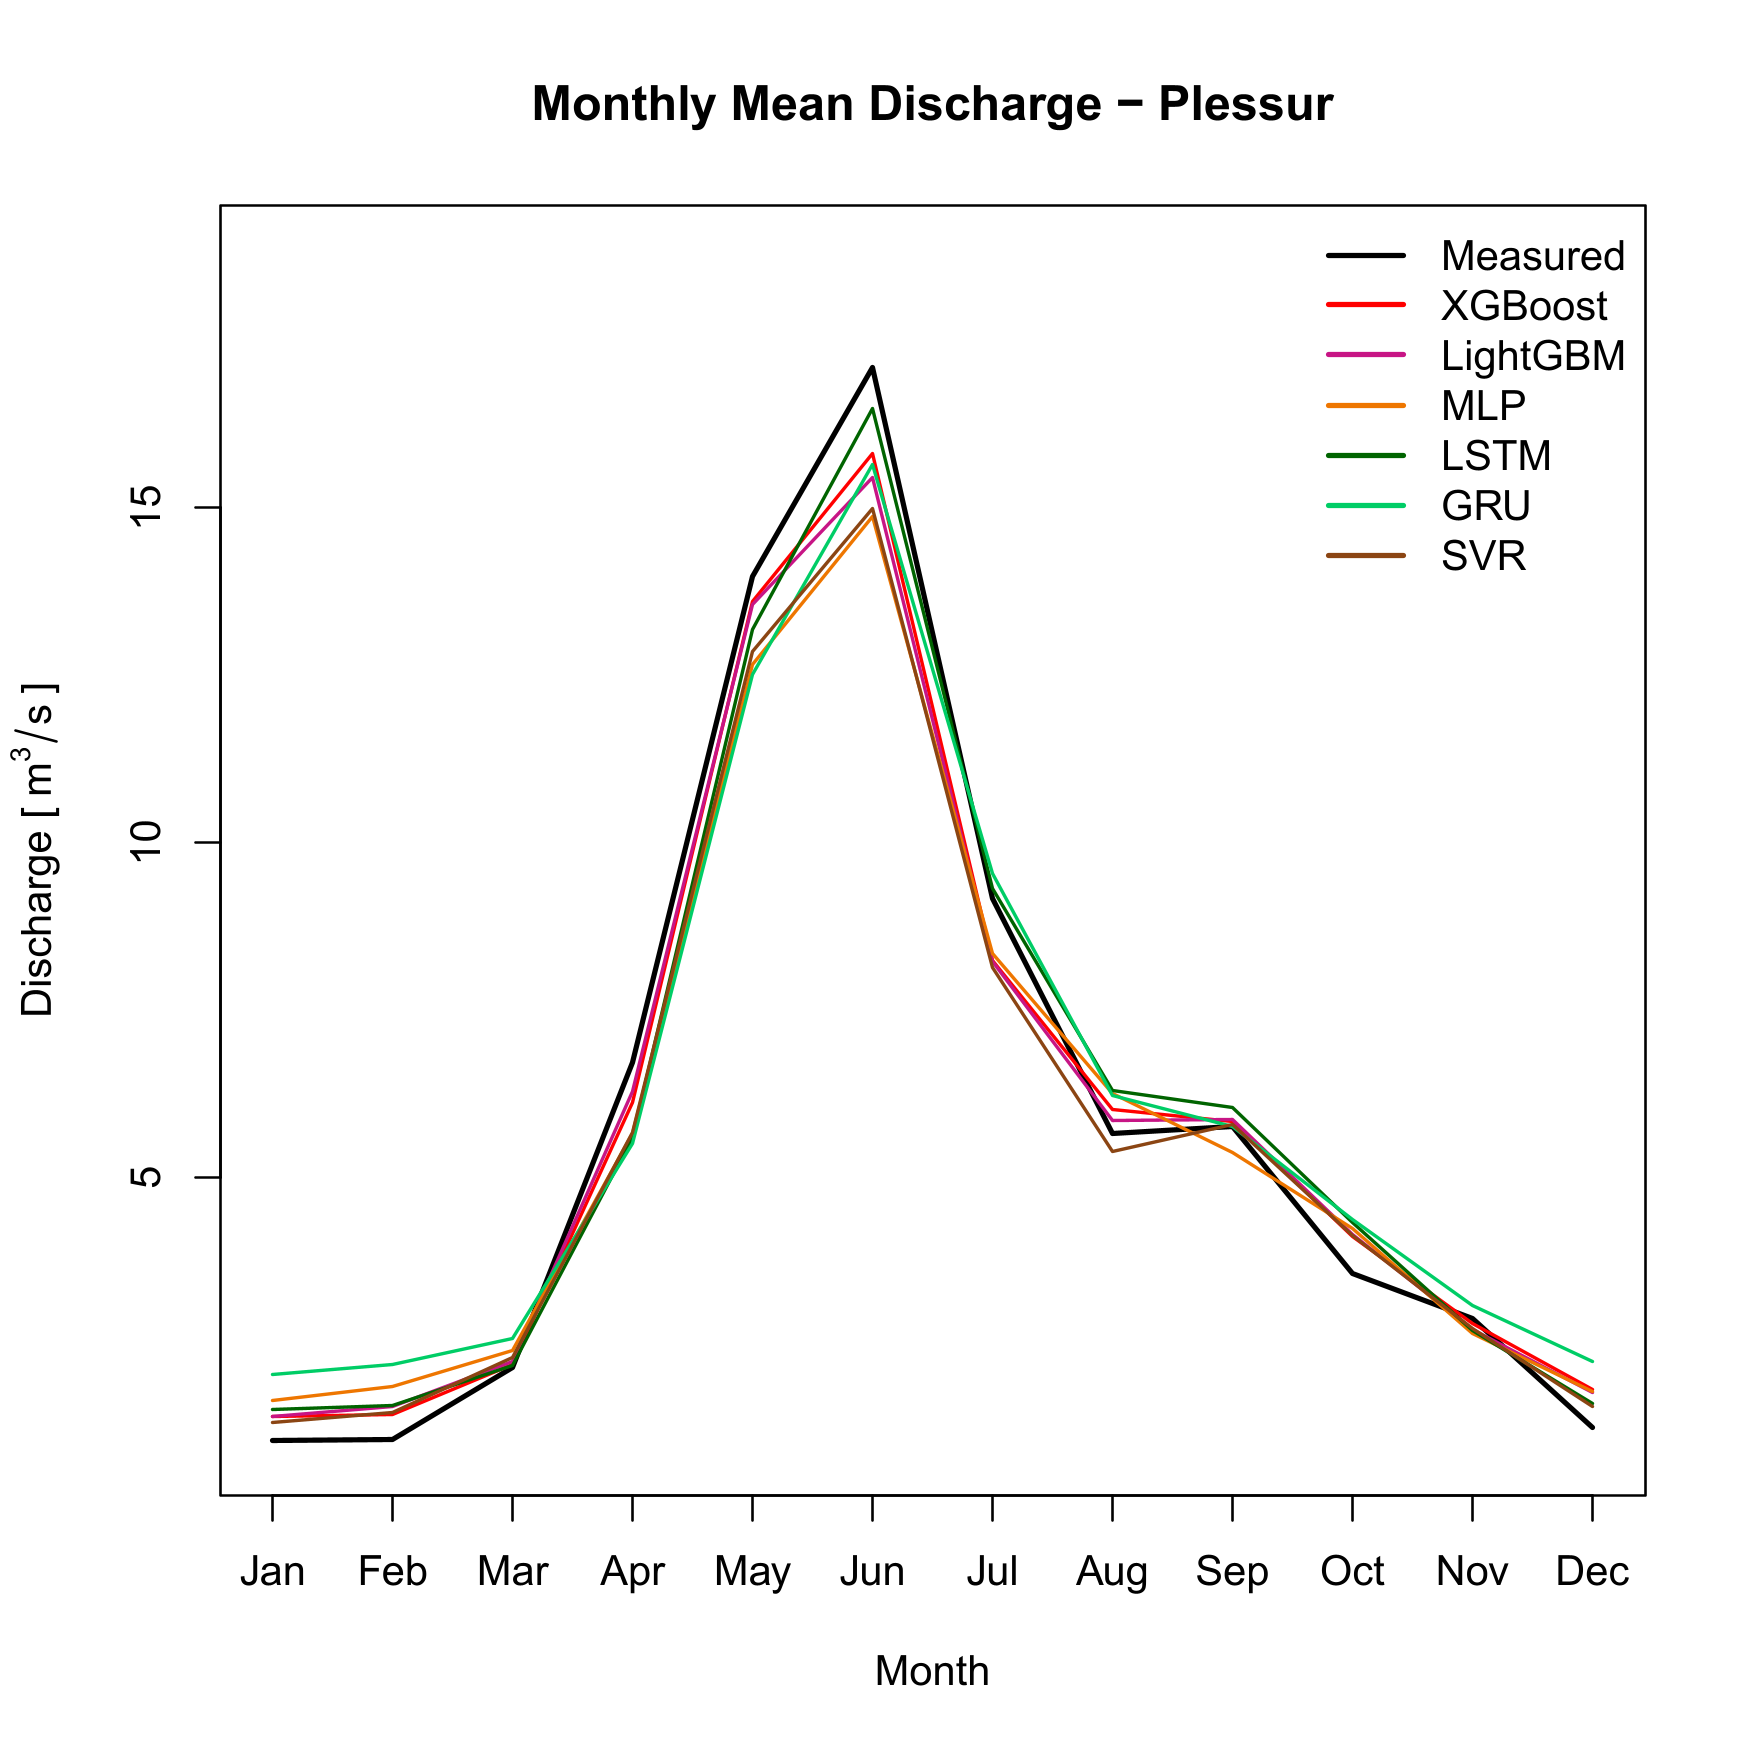 Monthly Mean Discharge − Plessur
Measured
XGBoost
LightGBM
MLP
LSTM
GRU
SVR
15
10
5
Discharge [ m³/s ]
Jan Feb Mar Apr May Jun Jul Aug Sep Oct Nov Dec
Month